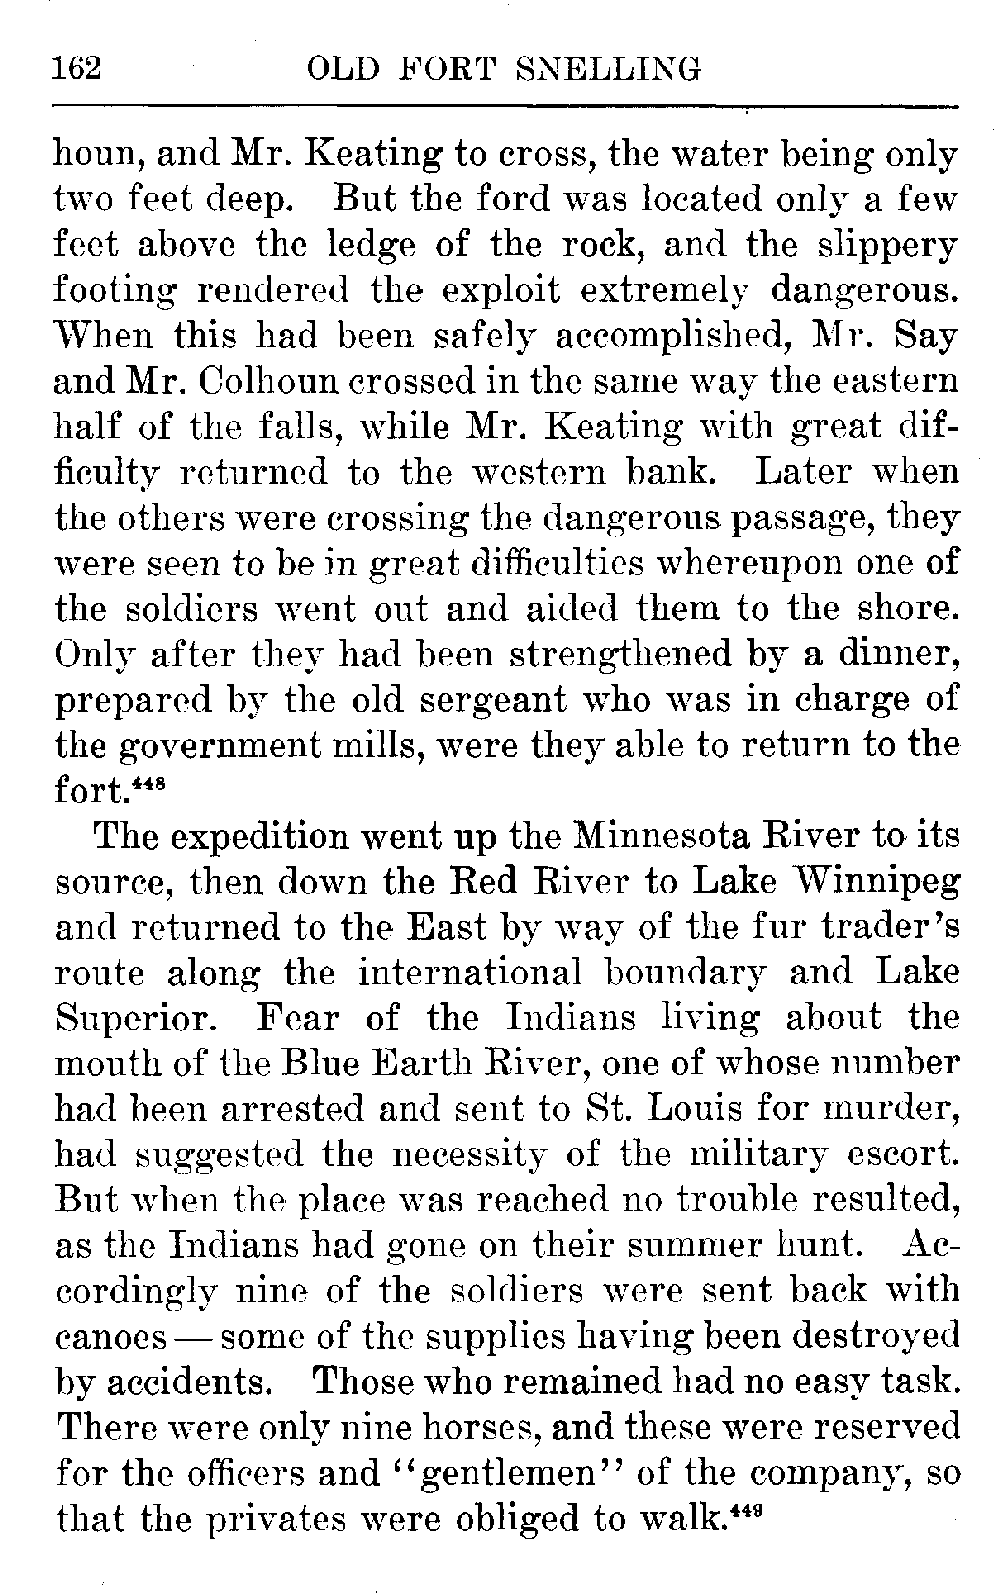 162 OLD FORT SNELLING
houn, and Mr. Keating to cross, the water being only
two feet deep. But the ford was located only a few
feet above the ledge of the rock, and the slippery
footing rendered the exploit extremely dangerous.
When this had been safely accomplished, Mr. Say
and Mr. Colhoun crossed in the same way the eastern
half of the falls, while Mr. Keating with great dif-
ficulty returned to the western bank. Later when
the others were crossing the dangerous passage, they
were seen to be in great difficulties whereupon one of
the soldiers went out and aided them to the shore.
Only after they had been strengthened by a dinner,
prepared by the old sergeant who was in charge of
the government mills, were they able to return to the
fort.⁴⁴⁸
The expedition went up the Minnesota River to its
source, then down the Red River to Lake Winnipeg
and returned to the East by way of the fur trader's
route along the international boundary and Lake
Superior. Fear of the Indians living about the
mouth of the Blue Earth River, one of whose number
had been arrested and sent to St. Louis for murder,
had suggested the necessity of the military escort.
But when the place was reached no trouble resulted,
as the Indians had gone on their summer hunt. Ac-
cordingly nine of the soldiers were sent back with
canoes — some of the supplies having been destroyed
by accidents. Those who remained had no easy task.
There were only nine horses, and these were reserved
for the officers and "gentlemen" of the company, so
that the privates were obliged to walk.⁴⁴⁹